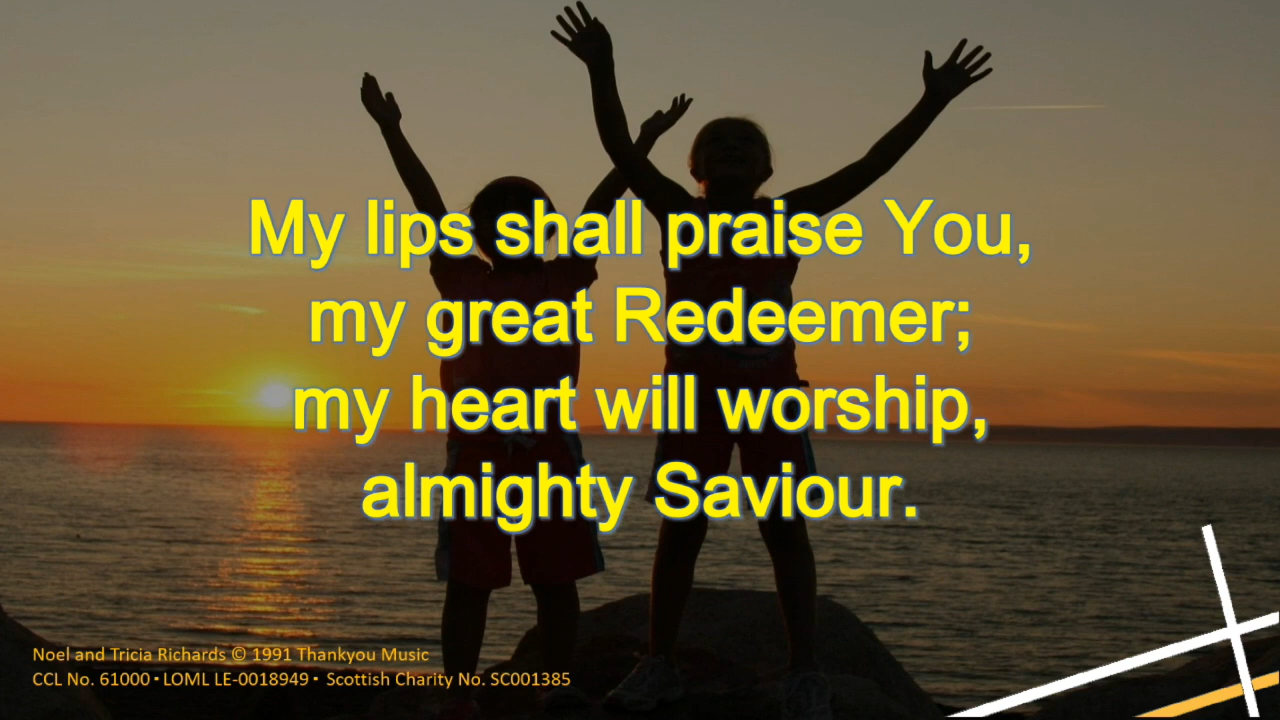 My lips shall praise You,
my great Redeemer;
my heart will worship,
almighty Saviour.
Noel and Tricia Richards © 1991 Thankyou Music
CCL No. 61000 ▪ LOML LE-0018949 ▪ Scottish Charity No. SC001385